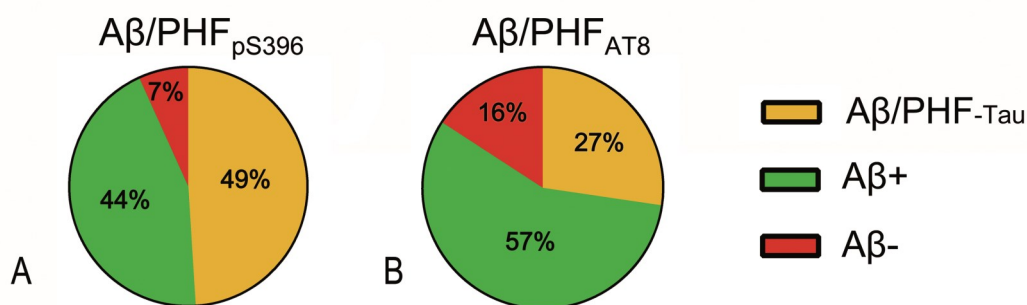 Aβ/PHFpS396
7%
44%
49%
A
Aβ/PHFAT8
16%
27%
57%
B
Aβ/PHF-Tau
Aβ+
Aβ-